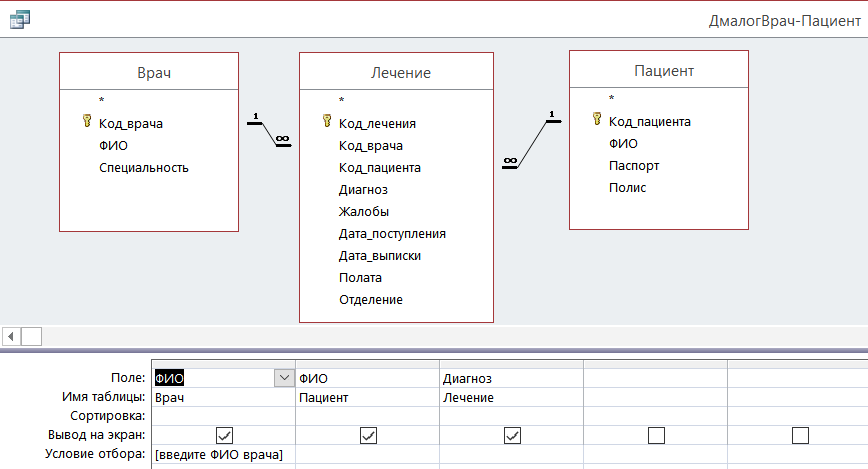 ДмалогВрач-Пациент
Врач
*
Код_врача
ФИО
Специальность
1
∞
Лечение
*
Код_лечения
Код_врача
Код_пациента
Диагноз
Жалобы
Дата_поступления
Дата_выписки
Полата
Отделение
1
∞
Пациент
*
Код_пациента
ФИО
Паспорт
Полис
Поле: ФИО ФИО Диагноз
Имя таблицы: Врач Пациент Лечение
Сортировка:
Вывод на экран:
Условие отбора: [введите ФИО врача]